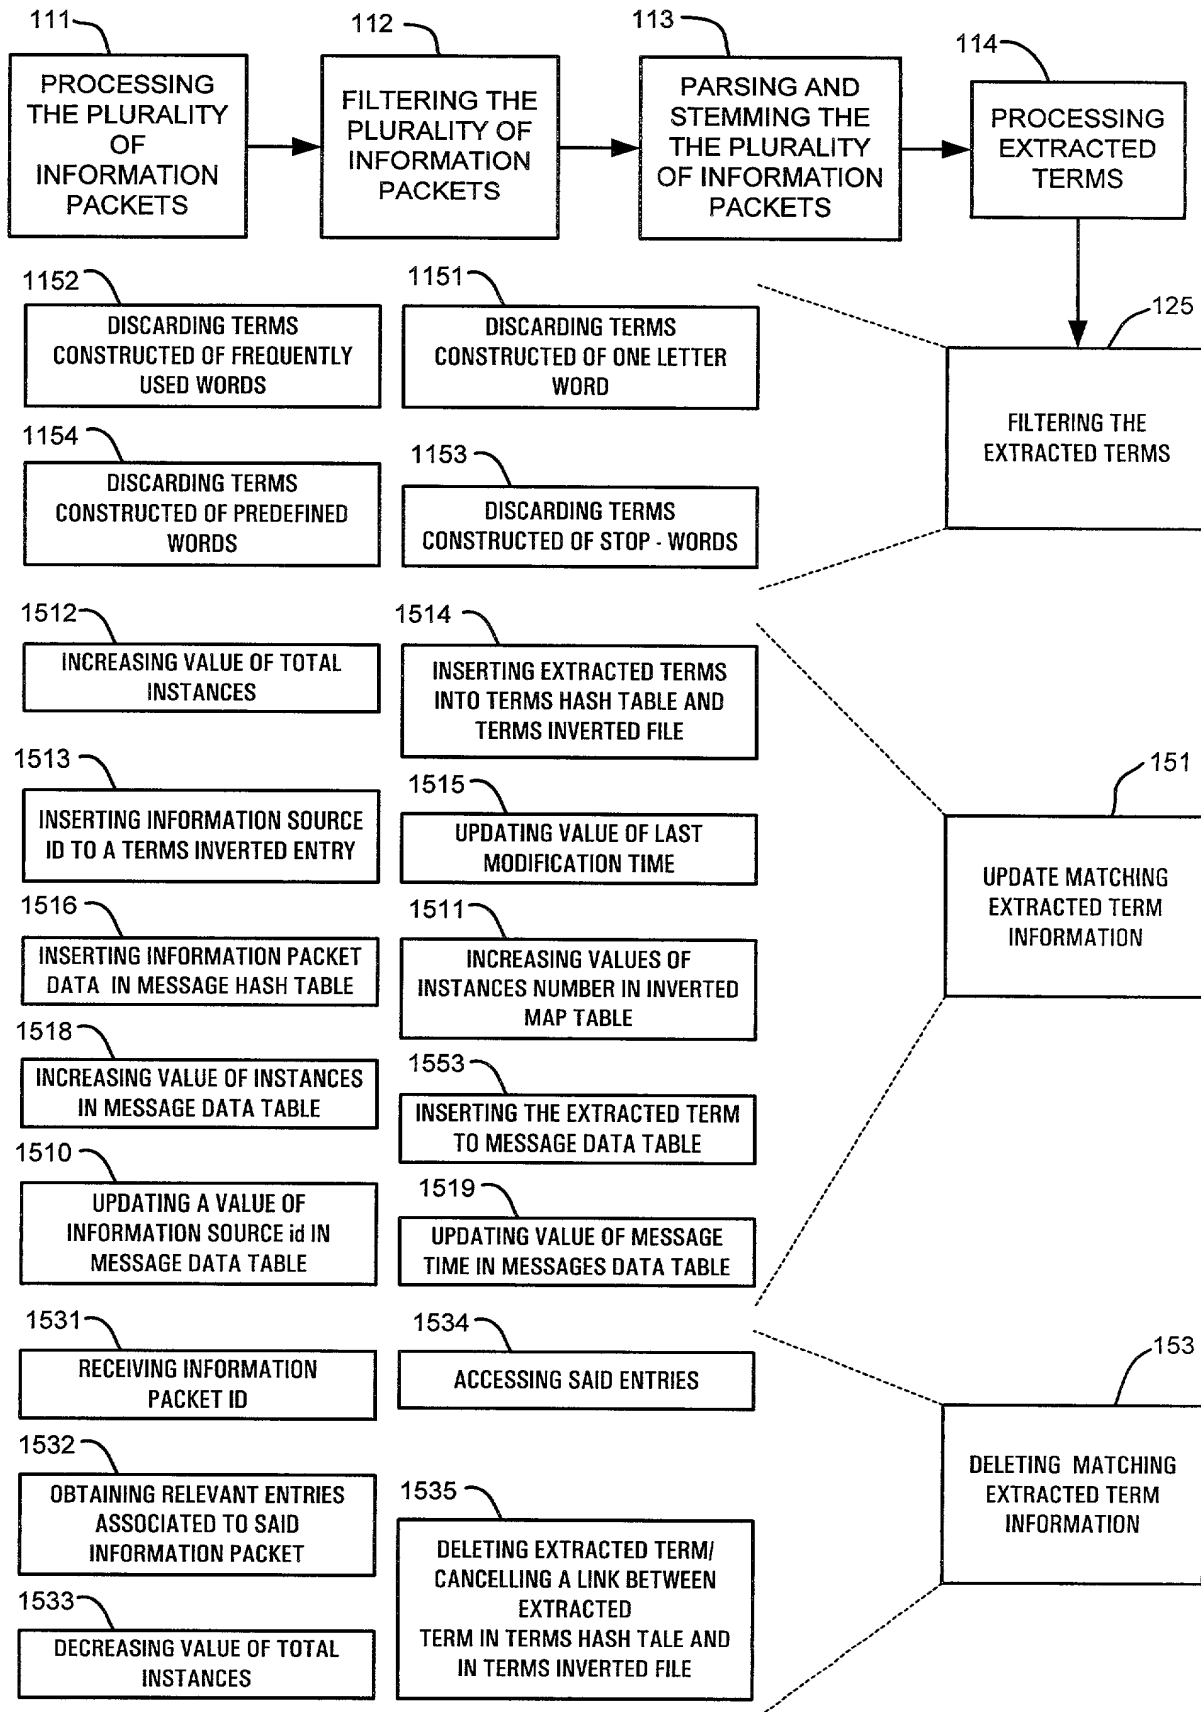 111
PROCESSING
THE PLURALITY
OF
INFORMATION
PACKETS
112
FILTERING THE
PLURALITY OF
INFORMATION
PACKETS
113
PARSING AND
STEMMING THE
THE PLURALITY
OF INFORMATION
PACKETS
114
PROCESSING
EXTRACTED
TERMS
1152
DISCARDING TERMS
CONSTRUCTED OF FREQUENTLY
USED WORDS
1151
DISCARDING TERMS
CONSTRUCTED OF ONE LETTER
WORD
125
FILTERING THE
EXTRACTED TERMS
1154
DISCARDING TERMS
CONSTRUCTED OF PREDEFINED
WORDS
1153
DISCARDING TERMS
CONSTRUCTED OF STOP - WORDS
1512
INCREASING VALUE OF TOTAL
INSTANCES
1514
INSERTING EXTRACTED TERMS
INTO TERMS HASH TABLE AND
TERMS INVERTED FILE
1513
INSERTING INFORMATION SOURCE
ID TO A TERMS INVERTED ENTRY
1515
UPDATING VALUE OF LAST
MODIFICATION TIME
151
UPDATE MATCHING
EXTRACTED TERM
INFORMATION
1516
INSERTING INFORMATION PACKET
DATA IN MESSAGE HASH TABLE
1511
INCREASING VALUES OF
INSTANCES NUMBER IN INVERTED
MAP TABLE
1518
INCREASING VALUE OF INSTANCES
IN MESSAGE DATA TABLE
1553
INSERTING THE EXTRACTED TERM
TO MESSAGE DATA TABLE
1510
UPDATING A VALUE OF
INFORMATION SOURCE id IN
MESSAGE DATA TABLE
1519
UPDATING VALUE OF MESSAGE
TIME IN MESSAGES DATA TABLE
1531
RECEIVING INFORMATION
PACKET ID
1534
ACCESSING SAID ENTRIES
153
DELETING MATCHING
EXTRACTED TERM
INFORMATION
1532
OBTAINING RELEVANT ENTRIES
ASSOCIATED TO SAID
INFORMATION PACKET
1535
DELETING EXTRACTED TERM/
CANCELLING A LINK BETWEEN
EXTRACTED
TERM IN TERMS HASH TALE AND
IN TERMS INVERTED FILE
1533
DECREASING VALUE OF TOTAL
INSTANCES